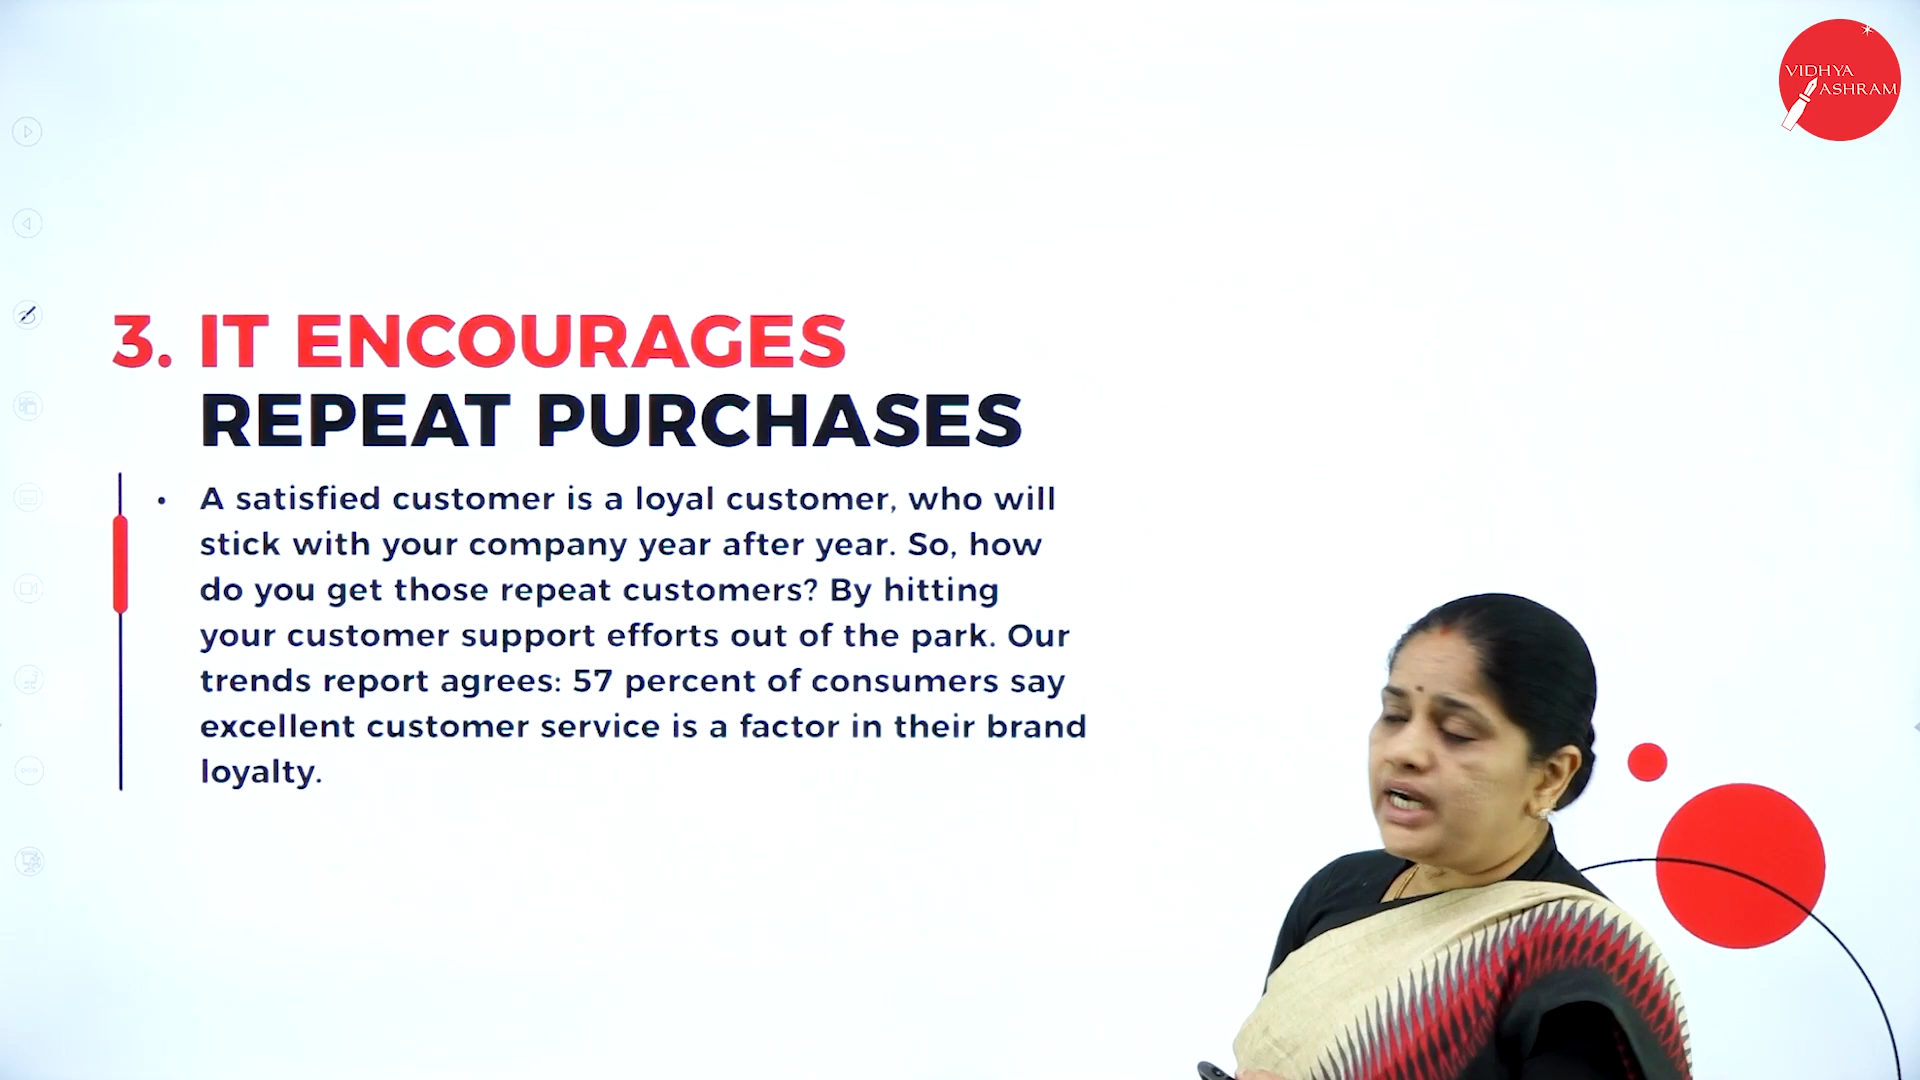 VIDHYA
ASHRAM
3. IT ENCOURAGES
REPEAT PURCHASES
• A satisfied customer is a loyal customer, who will
stick with your company year after year. So, how
do you get those repeat customers? By hitting
your customer support efforts out of the park. Our
trends report agrees: 57 percent of consumers say
excellent customer service is a factor in their brand
loyalty.